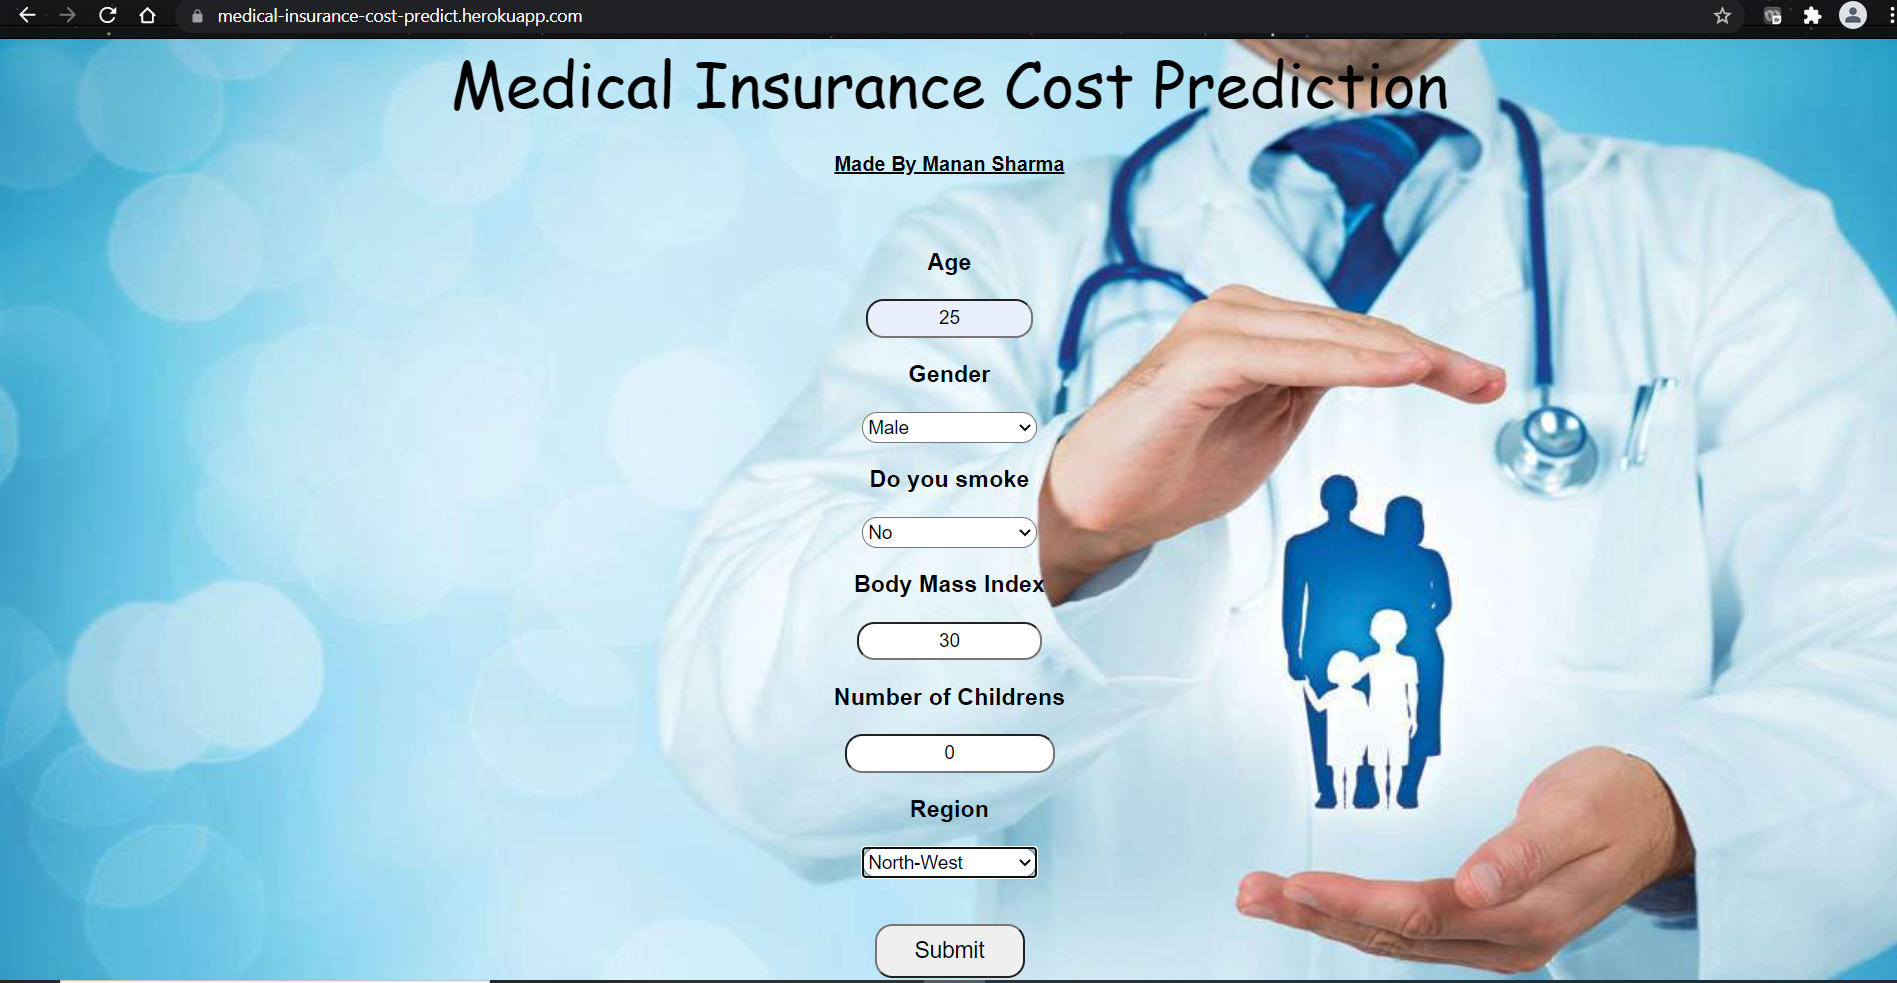 medical-insurance-cost-predict.herokuapp.com
Medical Insurance Cost Prediction
Made By Manan Sharma
Age
25
Gender
Male
Do you smoke
No
Body Mass Index
30
Number of Childrens
0
Region
North-West
Submit